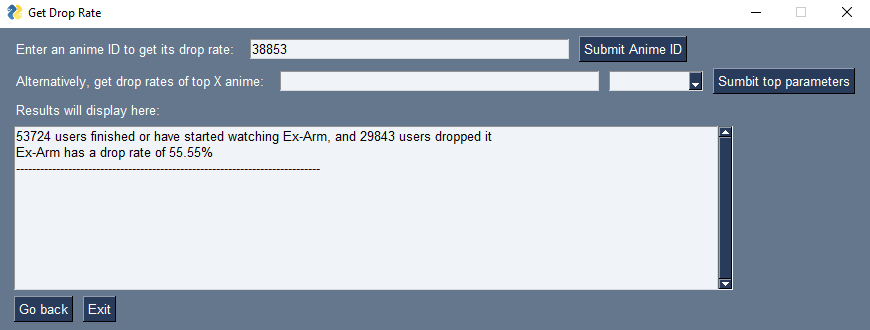 Get Drop Rate
Enter an anime ID to get its drop rate: 38853 Submit Anime ID
Alternatively, get drop rates of top X anime: Sumbit top parameters
Results will display here:
53724 users finished or have started watching Ex-Arm, and 29843 users dropped it
Ex-Arm has a drop rate of 55.55%
----------------------------------------------------------------------------
Go back Exit